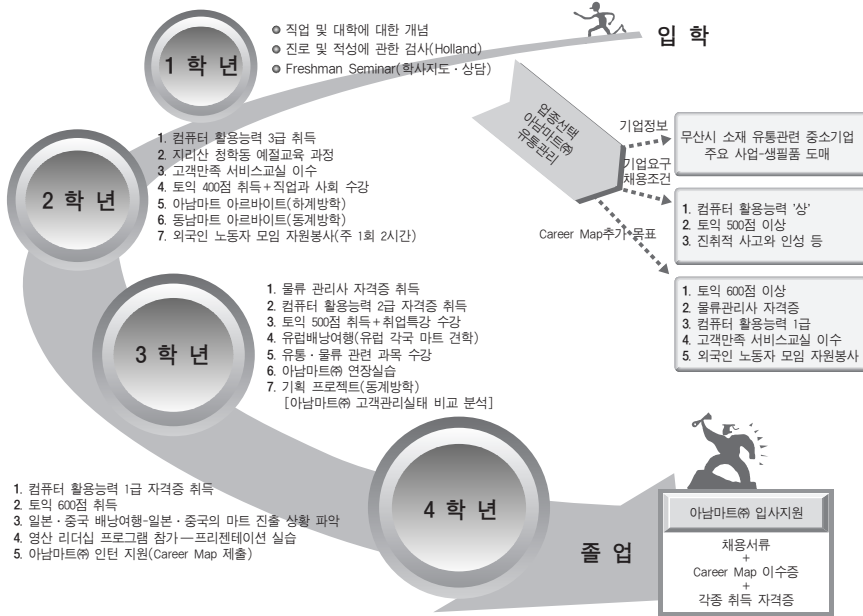 1 학 년
◎ 직업 및 대학에 대한 개념
◎ 진로 및 적성에 관한 검사(Holland)
◎ Freshman Seminar(학사지도 · 상담)
입 학
업종선택
아남마트㈜
유통관리
기업정보
무산시 소재 유통관련 중소기업
주요 사업-생필품 도매
기업요구
채용조건
1. 컴퓨터 활용능력 '상'
2. 토익 500점 이상
3. 진취적 사고와 인성 등
Career Map추가 목표
1. 토익 600점 이상
2. 물류관리사 자격증
3. 컴퓨터 활용능력 1급
4. 고객만족 서비스교실 이수
5. 외국인 노동자 모임 자원봉사
2 학 년
1. 컴퓨터 활용능력 3급 취득
2. 지리산 청학동 예절교육 과정
3. 고객만족 서비스교실 이수
4. 토익 400점 취득+직업과 사회 수강
5. 아남마트 아르바이트(하계방학)
6. 동남마트 아르바이트(동계방학)
7. 외국인 노동자 모임 자원봉사(주 1회 2시간)
3 학 년
1. 물류 관리사 자격증 취득
2. 컴퓨터 활용능력 2급 자격증 취득
3. 토익 500점 취득+취업특강 수강
4. 유럽배낭여행(유럽 각국 마트 견학)
5. 유통 · 물류 관련 과목 수강
6. 아남마트㈜ 연장실습
7. 기획 프로젝트(동계방학)
[아남마트㈜ 고객관리실태 비교 분석]
4 학 년
1. 컴퓨터 활용능력 1급 자격증 취득
2. 토익 600점 취득
3. 일본 · 중국 배낭여행-일본 · 중국의 마트 진출 상황 파악
4. 영산 리더십 프로그램 참가—프리젠테이션 실습
5. 아남마트㈜ 인턴 지원(Career Map 제출)
졸 업
아남마트㈜ 입사지원
채용서류
+
Career Map 이수증
+
각종 취득 자격증